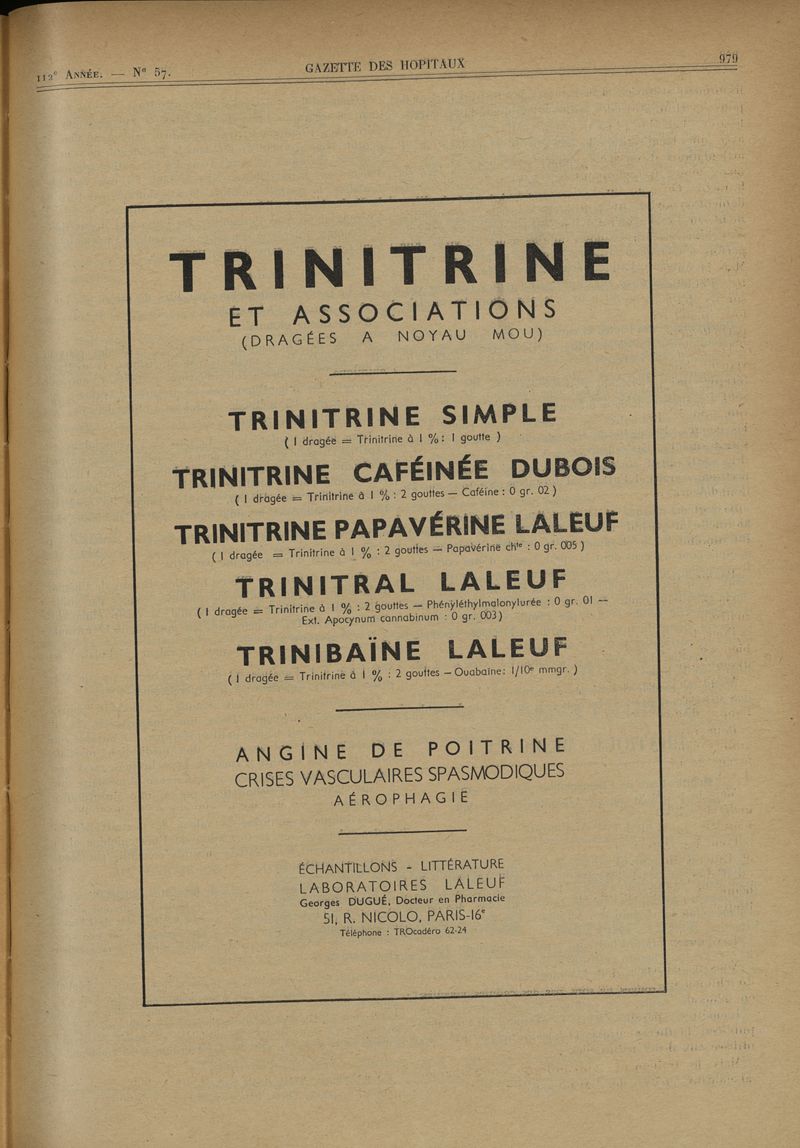 112e ANNÉE. — N° 57.
GAZETTE DES HOPITAUX
979
TRINITRINE
ET ASSOCIATIONS
(DRAGÉES A NOYAU MOU)
TRINITRINE SIMPLE
( 1 dragée = Trinitrine à 1 % : 1 goutte )
TRINITRINE CAFÉINÉE DUBOIS
( 1 dragée = Trinitrine à 1 % : 2 gouttes — Caféine : 0 gr. 02 )
TRINITRINE PAPAVÉRINE LALEUF
( 1 dragée = Trinitrine à 1 % : 2 gouttes — Papavérine chte : 0 gr. 005 )
TRINITRAL LALEUF
( 1 dragée = Trinitrine à 1 % : 2 gouttes — Phényléthylmalonylurée : 0 gr. 01 —
Ext. Apocynum cannabinum : 0 gr. 003 )
TRINIBAÏNE LALEUF
( 1 dragée = Trinitrine à 1 % : 2 gouttes — Ouabaïne : 1/10e mmgr. )
ANGINE DE POITRINE
CRISES VASCULAIRES SPASMODIQUES
AÉROPHAGIE
ÉCHANTILLONS - LITTÉRATURE
LABORATOIRES LALEUF
Georges DUGUÉ, Docteur en Pharmacie
51, R. NICOLO, PARIS-16e
Téléphone : TROcadéro 62-24